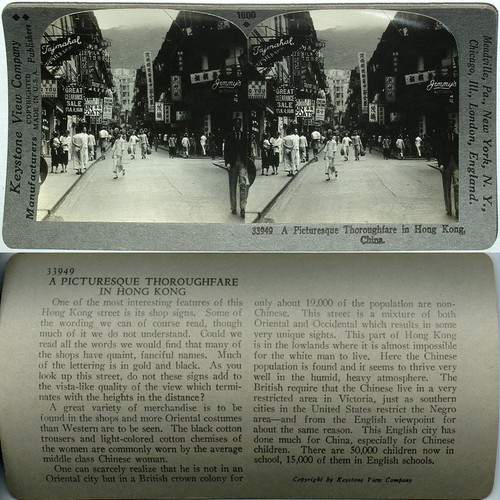 Keystone View Company
COPYRIGHTED
Manufacturers
MADE IN U.S.A.
Publishers
1000
Meadville, Pa., New York, N. Y.,
Chicago, Ill., London, England.
Tajmahal
GREAT
SALE
Jimmy's
Tajmahal
GREAT
SALE
Jimmy's
33949 A Picturesque Thoroughfare in Hong Kong,
China.
33949
A PICTURESQUE THOROUGHFARE
IN HONG KONG
One of the most interesting features of this
Hong Kong street is its shop signs. Some of
the wording we can of course read, though
much of it we do not understand. Could we
read all the words we would find that many of
the shops have quaint, fanciful names. Much
of the lettering is in gold and black. As you
look up this street, do not these signs add to
the vista-like quality of the view which termi-
nates with the heights in the distance?
A great variety of merchandise is to be
found in the shops and more Oriental costumes
than Western are to be seen. The black cotton
trousers and light-colored cotton chemises of
the women are commonly worn by the average
middle class Chinese woman.
One can scarcely realize that he is not in an
Oriental city but in a British crown colony for
only about 19,000 of the population are non-
Chinese. This street is a mixture of both
Oriental and Occidental which results in some
very unique sights. This part of Hong Kong
is in the lowlands where it is almost impossible
for the white man to live. Here the Chinese
population is found and it seems to thrive very
well in the humid, heavy atmosphere. The
British require that the Chinese live in a very
restricted area in Victoria, just as southern
cities in the United States restrict the Negro
area—and from the English viewpoint for
about the same reason. This English city has
done much for China, especially for Chinese
children. There are 50,000 children now in
school, 15,000 of them in English schools.
Copyright by Keystone View Company